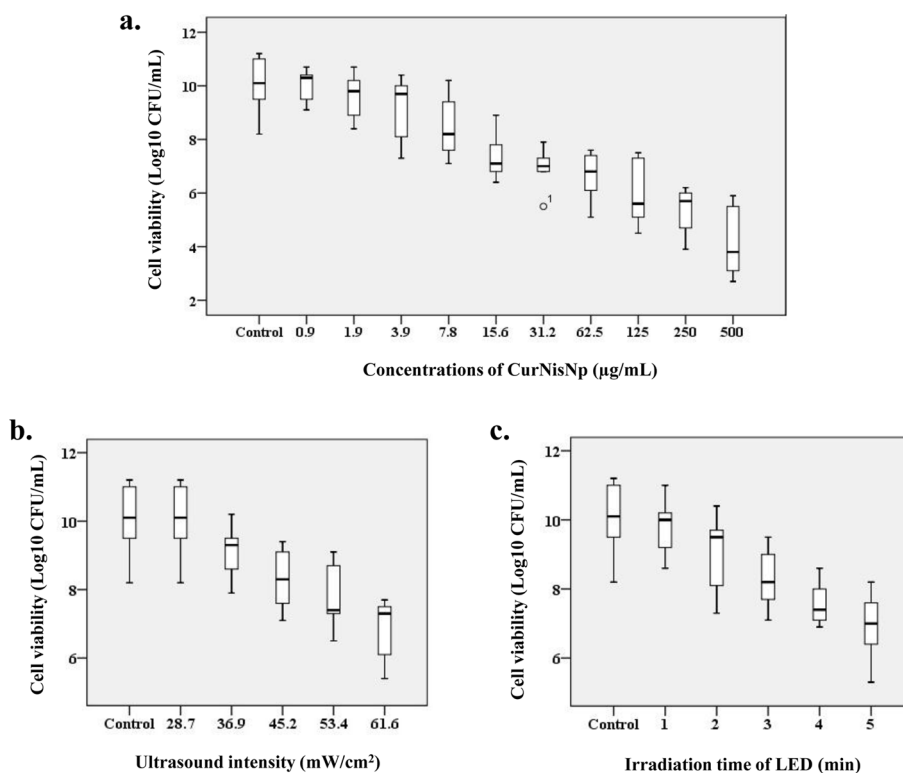 a.
Cell viability (Log10 CFU/mL)
12
10
8
6
4
2
1
Control 0.9 1.9 3.9 7.8 15.6 31.2 62.5 125 250 500
Concentrations of CurNisNp (µg/mL)
b.
Cell viability (Log10 CFU/mL)
12
10
8
6
Control 28.7 36.9 45.2 53.4 61.6
Ultrasound intensity (mW/cm²)
c.
Cell viability (Log10 CFU/mL)
12
10
8
6
Control 1 2 3 4 5
Irradiation time of LED (min)